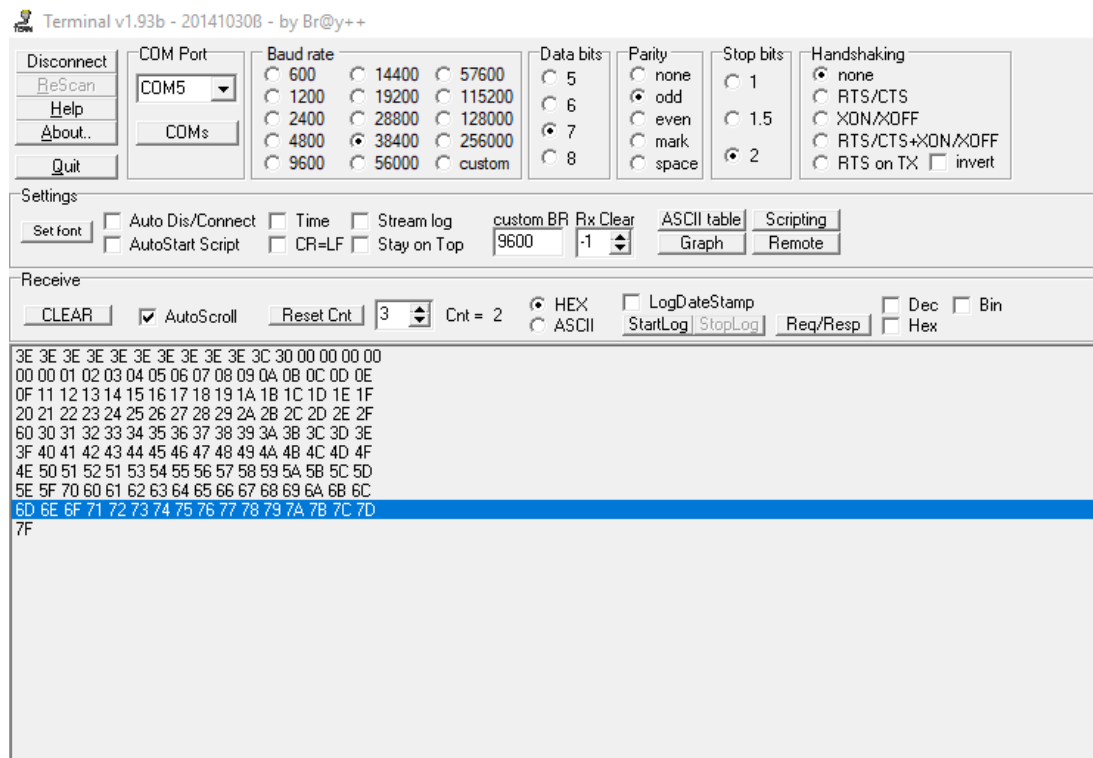 Terminal v1.93b - 20141030ß - by Br@y++
Disconnect
ReScan
Help
About..
Quit
COM Port
COM5
COMs
Baud rate
600 14400 57600
1200 19200 115200
2400 28800 128000
4800 38400 256000
9600 56000 custom
Data bits
5
6
7
8
Parity
none
odd
even
mark
space
Stop bits
1
1.5
2
Handshaking
none
RTS/CTS
XON/XOFF
RTS/CTS+XON/XOFF
RTS on TX invert
Settings
Set font
Auto Dis/Connect Time Stream log
AutoStart Script CR=LF Stay on Top
custom BR Rx Clear
9600 -1
ASCII table Scripting
Graph Remote
Receive
CLEAR AutoScroll Reset Cnt 3 Cnt = 2
HEX
ASCII
LogDateStamp
StartLog StopLog Req/Resp
Dec Bin
Hex
3E 3E 3E 3E 3E 3E 3E 3E 3E 3E 3C 30 00 00 00 00
00 00 01 02 03 04 05 06 07 08 09 0A 0B 0C 0D 0E
0F 11 12 13 14 15 16 17 18 19 1A 1B 1C 1D 1E 1F
20 21 22 23 24 25 26 27 28 29 2A 2B 2C 2D 2E 2F
60 30 31 32 33 34 35 36 37 38 39 3A 3B 3C 3D 3E
3F 40 41 42 43 44 45 46 47 48 49 4A 4B 4C 4D 4F
4E 50 51 52 51 53 54 55 56 57 58 59 5A 5B 5C 5D
5E 5F 70 60 61 62 63 64 65 66 67 68 69 6A 6B 6C
6D 6E 6F 71 72 73 74 75 76 77 78 79 7A 7B 7C 7D
7F